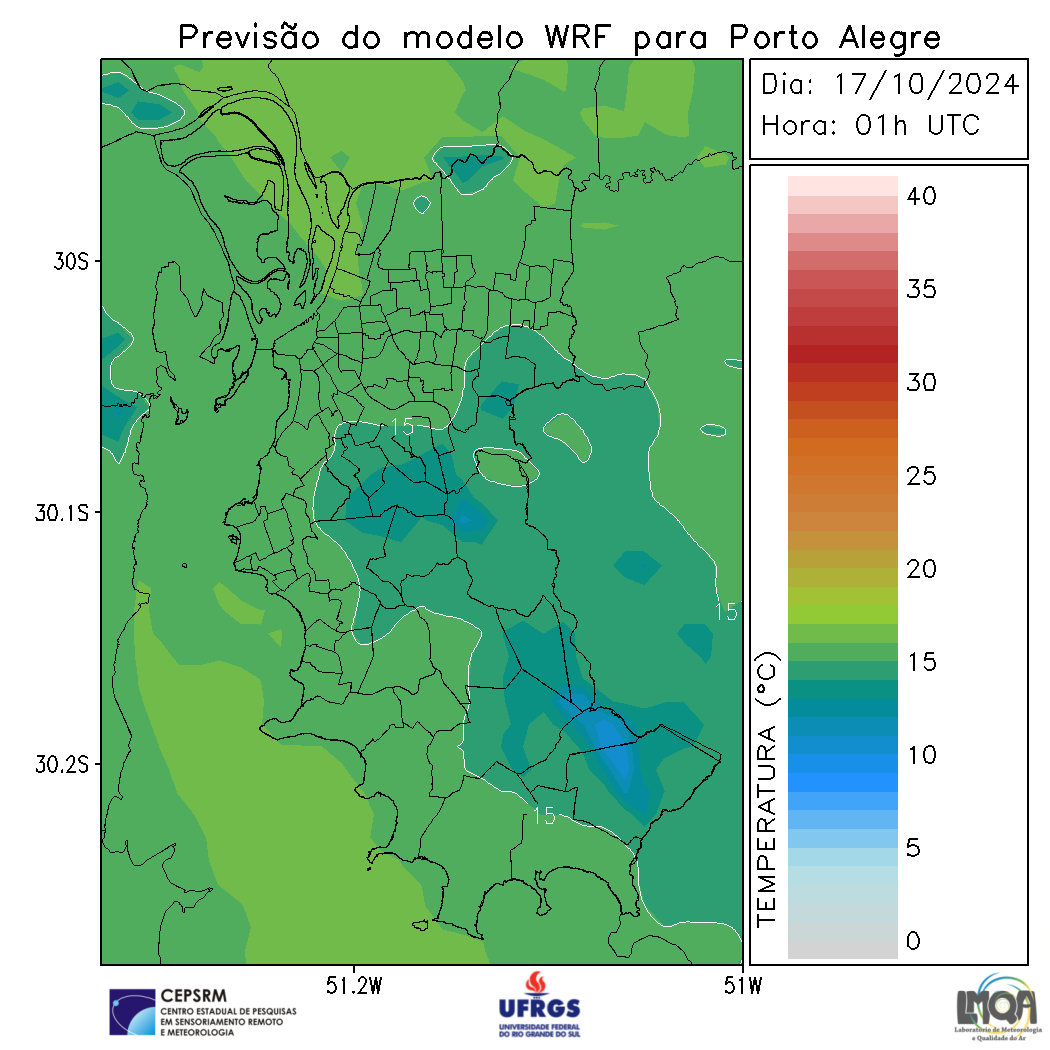 Previsão do modelo WRF para Porto Alegre
Dia: 17/10/2024
Hora: 01h UTC
40
35
30
25
20
15
10
5
0
TEMPERATURA (°C)
30S
30.1S
30.2S
51.2W
51W
15
15
15
CEPSRM
CENTRO ESTADUAL DE PESQUISAS
EM SENSORIAMENTO REMOTO
E METEOROLOGIA
UFRGS
UNIVERSIDADE FEDERAL
DO RIO GRANDE DO SUL
LMQA
Laboratório de Meteorologia
e Qualidade do Ar